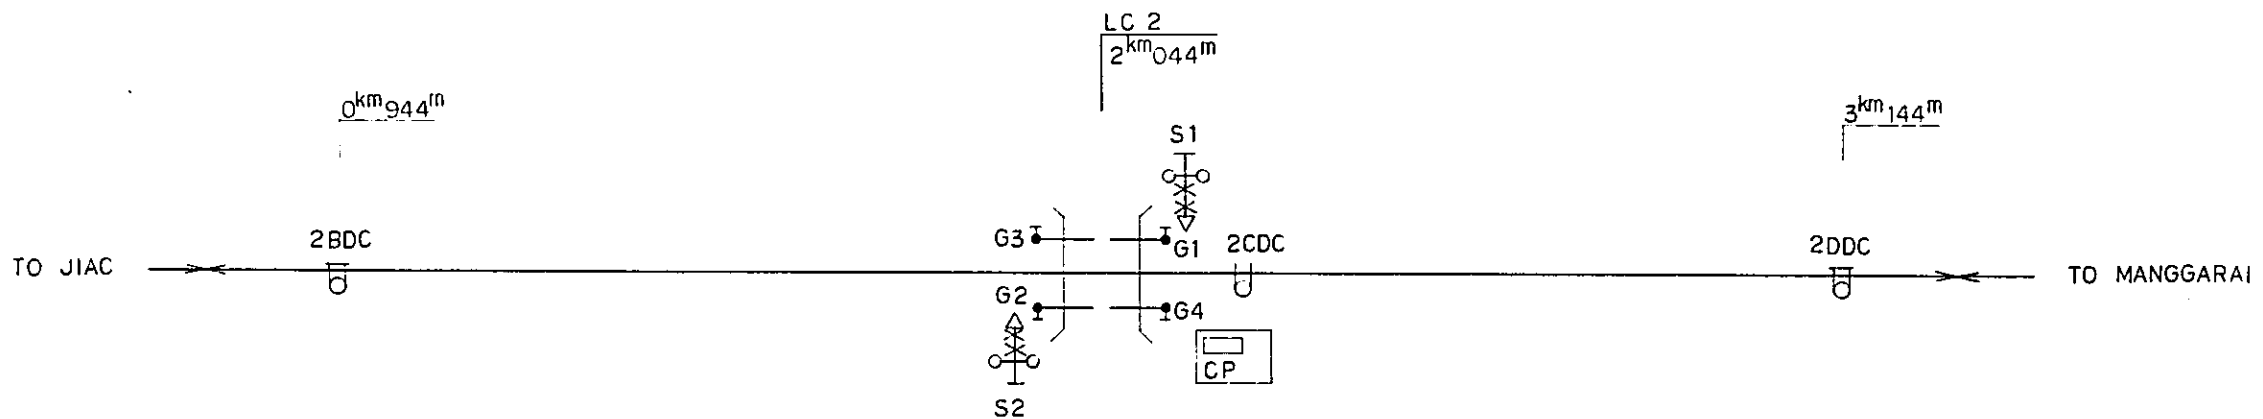 LC 2
2km044m
0km944m
3km144m
S1
2BDC
G3
G1
2CDC
2DDC
TO JIAC
TO MANGGARAI
G2
G4
CP
S2